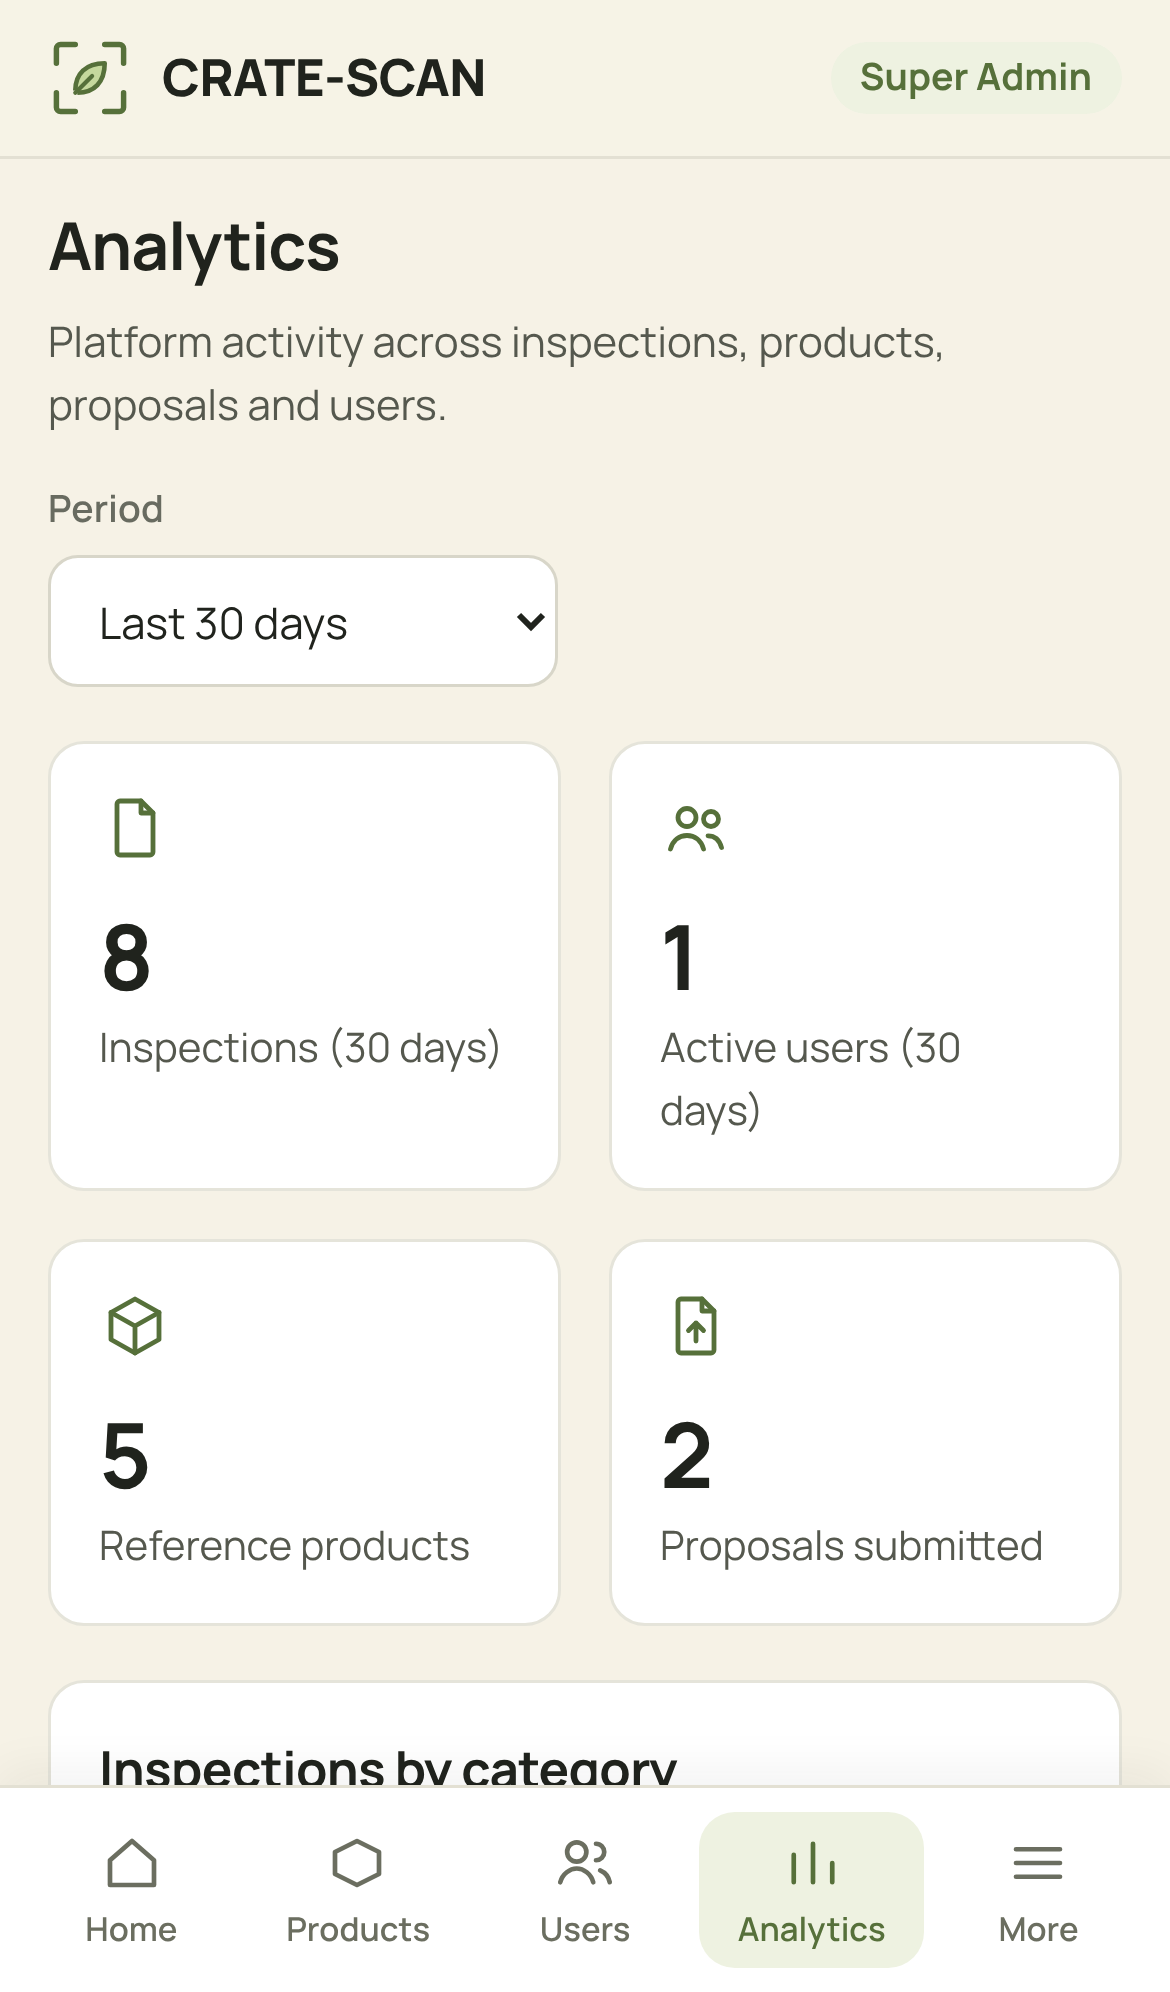 CRATE-SCAN
Super Admin
Analytics
Platform activity across inspections, products,
proposals and users.
Period
Last 30 days
8
Inspections (30 days)
1
Active users (30
days)
5
Reference products
2
Proposals submitted
Inspections by category
Home
Products
Users
Analytics
More